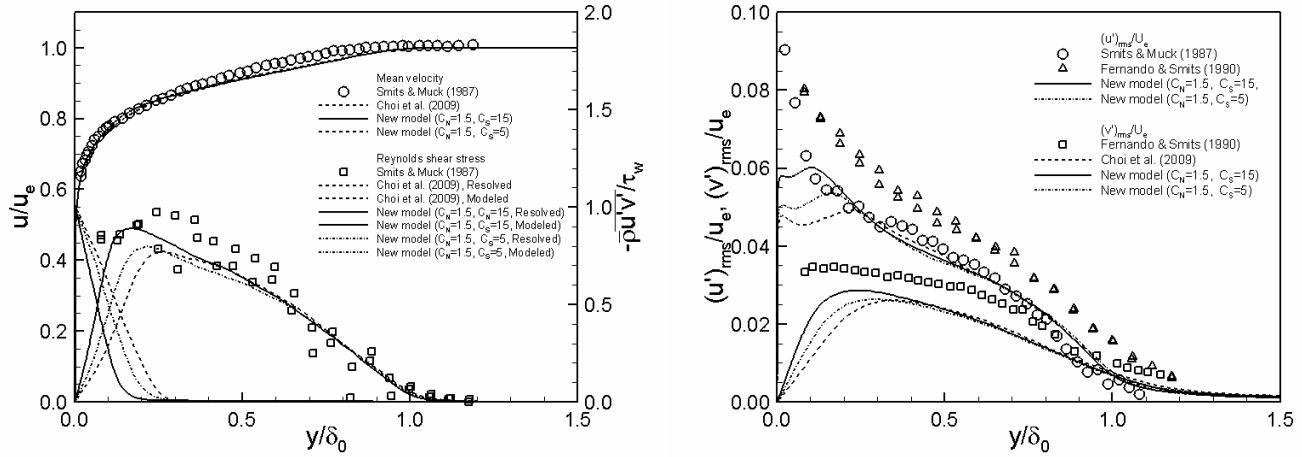 1.0
0.8
0.6
0.4
0.2
0.0
u/u_e
Mean velocity
Smits & Muck (1987)
Choi et al. (2009)
New model (C_N=1.5, C_S=15)
New model (C_N=1.5, C_S=5)
Reynolds shear stress
Smits & Muck (1987)
Choi et al. (2009), Resolved
Choi et al. (2009), Modeled
New model (C_N=1.5, C_N=15, Resolved)
New model (C_N=1.5, C_S=15, Modeled)
New model (C_N=1.5, C_S=5, Resolved)
New model (C_N=1.5, C_S=5, Modeled)
2.0
1.5
1.0
0.5
0.0
-ρu'v'/τ_w
0.0
0.5
1.0
1.5
y/δ_0
0.10
0.08
0.06
0.04
0.02
0.00
(u')_rms/u_e, (v')_rms/u_e
(u')_rms/U_e
Smits & Muck (1987)
Fernando & Smits (1990)
New model (C_N=1.5, C_S=15,
New model (C_N=1.5, C_S=5)
(v')_rms/U_e
Fernando & Smits (1990)
Choi et al. (2009)
New model (C_N=1.5, C_S=15)
New model (C_N=1.5, C_S=5)
0.0
0.5
1.0
1.5
y/δ_0